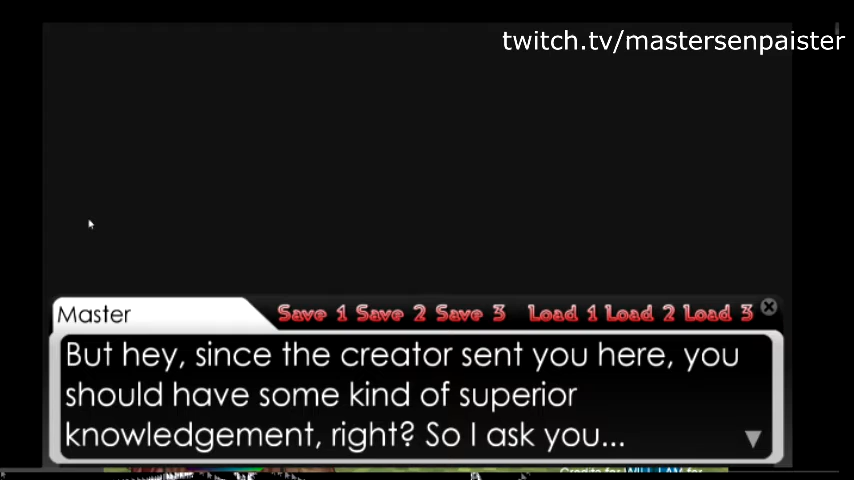 twitch.tv/mastersenpaister
Master
Save 1 Save 2 Save 3 Load 1 Load 2 Load 3
But hey, since the creator sent you here, you
should have some kind of superior
knowledgement, right? So I ask you...